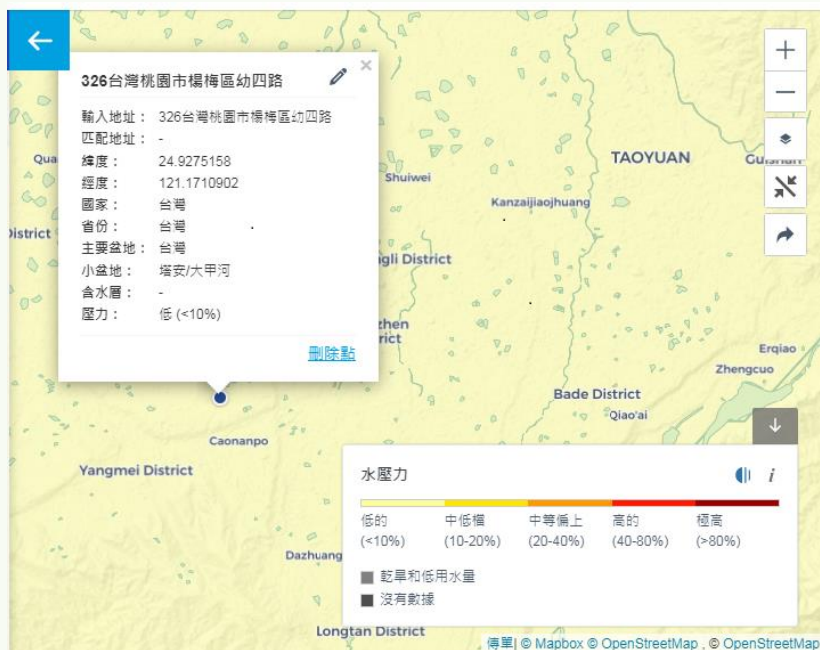 326台灣桃園市楊梅區幼四路
輸入地址： 326台灣桃園市楊梅區幼四路
匹配地址： -
緯度： 24.9275158
經度： 121.1710902
國家： 台灣
省份： 台灣
主要盆地： 台灣
小盆地： 塔安/大甲河
含水層： -
壓力： 低 (<10%)
刪除點
TAOYUAN
Shuiwei
Kanzaijiaojhuang
District
gli District
zhen
rict
Erqiao
Zhengcuo
Bade District
Qiao'ai
Caonanpo
Yangmei District
Dazhuang
Longtan District
水壓力
低的 中低檔 中等偏上 高的 極高
(<10%) (10-20%) (20-40%) (40-80%) (>80%)
乾旱和低用水量
沒有數據
傳單| © Mapbox © OpenStreetMap , © OpenStreetMap